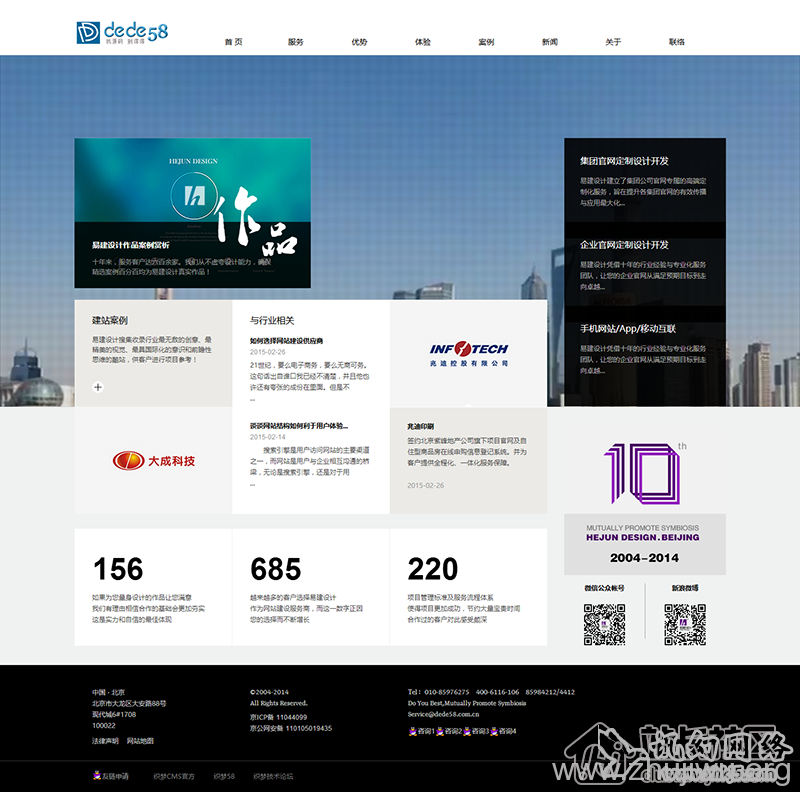 dede58
织源码 到得得
首 页 服务 优势 体验 案例 新闻 关于 联络
HEJUN DESIGN
作品
易建设计作品案例赏析
十年来，服务客户达六百余家。我们从不虚夸设计能力，确保
精选案例百分百均为易建设计真实作品！
集团官网定制设计开发
易建设计建立了集团公司官网专属的高端定
制化服务，旨在提升各集团官网的有效传播
与应用最大化...
企业官网定制设计开发
易建设计凭借十年的行业经验与专业化服务
团队，让您的企业官网从满足预期目标到走
向卓越...
手机网站/App/移动互联
易建设计凭借十年的行业经验与专业化服务
团队，让您的企业官网从满足预期目标到走
向卓越...
建站案例
易建设计搜集收录行业最无敌的创意、最
精美的视觉、最具国际化的意识和前瞻性
思维的酷站，供客户进行项目参考！
与行业相关
如何选择网站建设供应商
2015-02-26
21世纪，要么电子商务，要么无商可务。
这句诉出自谁口我已经不清楚，并且他也
许还有夸张的成份在里面。但是不
...
INFOTECH
兆迪控股有限公司
大成科技
谈谈网站结构如何利于用户体验...
2015-02-14
搜索引擎是用户访问网站的主要渠道
之一，而网站是用户与企业相互沟通的桥
梁，无论是搜索引擎，还是对于用
...
兆迪印刷
签约北京紫峰地产公司旗下项目官网及自
住型商品房在线申购信息登记系统。并为
客户提供全程化、一体化服务保障。
2015-02-26
10th
MUTUALLY PROMOTE SYMBIOSIS
HEJUN DESIGN.BEIJING
2004-2014
156
如果为您量身设计的作品让您满意
我们有理由相信合作的基础会更加夯实
这是实力和自信的最佳体现
685
越来越多的客户选择易建设计
作为网站建设服务商，而这一数字正因
您的选择而不断增长
220
项目管理标准及服务流程体系
使得项目更加成功，节约大量宝贵时间
合作过的客户对此感受颇深
微信公众帐号 新浪微博
中国 · 北京
北京市大龙区大安路88号
现代城6#1708
100022
法律声明 网站地图
©2004-2014
All Rights Reserved.
京ICP备 11044099
京公网安备 110105019435
Tel： 010-85976275 400-6116-106 85984212/4412
Do You Best,Mutually Promote Symbiosis
Service@dede58.com.cn
咨询1 咨询2 咨询3 咨询4
互链申请 织梦CMS官方 织梦58 织梦技术论坛